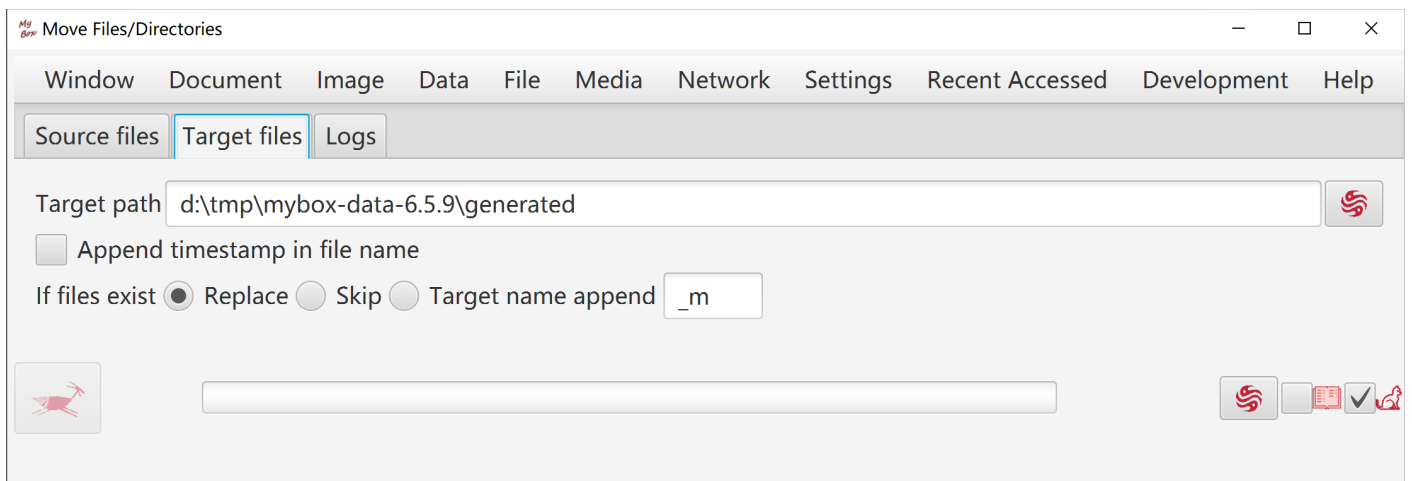 My
Box Move Files/Directories
Window Document Image Data File Media Network Settings Recent Accessed Development Help
Source files Target files Logs
Target path d:\tmp\mybox-data-6.5.9\generated
Append timestamp in file name
If files exist Replace Skip Target name append _m